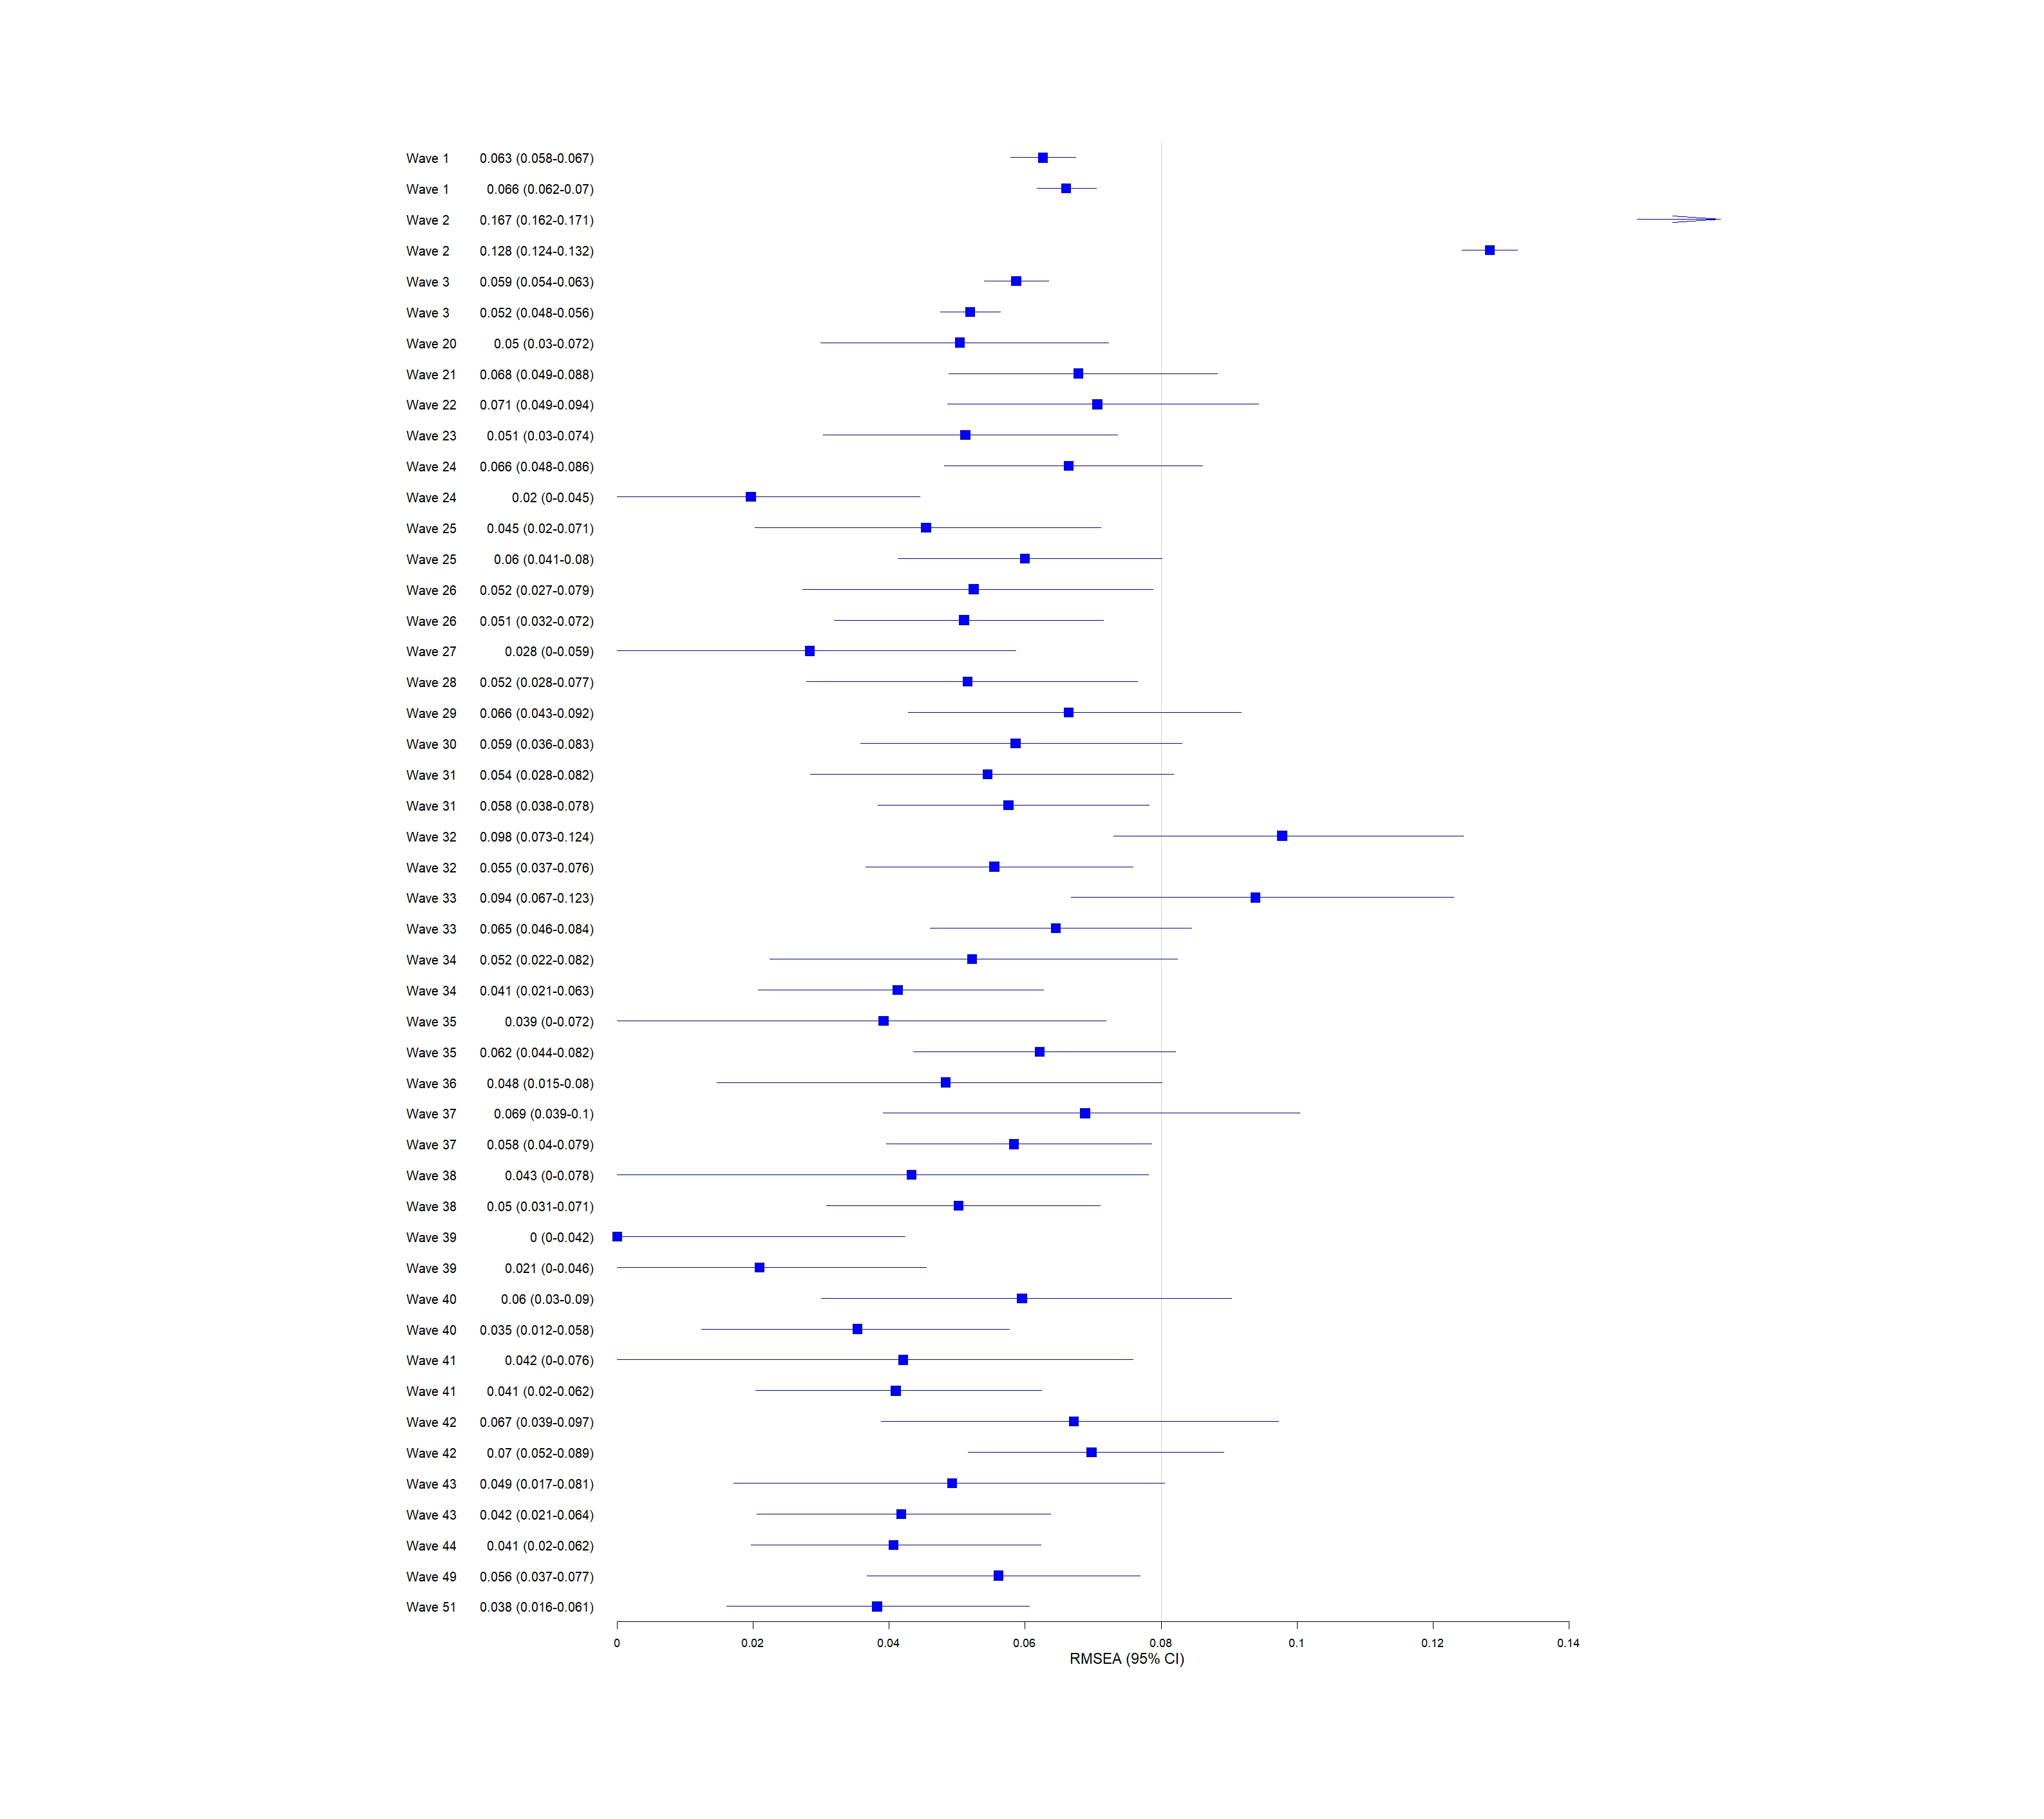 Wave 1 0.063 (0.058-0.067)
Wave 1 0.066 (0.062-0.07)
Wave 2 0.167 (0.162-0.171)
Wave 2 0.128 (0.124-0.132)
Wave 3 0.059 (0.054-0.063)
Wave 3 0.052 (0.048-0.056)
Wave 20 0.05 (0.03-0.072)
Wave 21 0.068 (0.049-0.088)
Wave 22 0.071 (0.049-0.094)
Wave 23 0.051 (0.03-0.074)
Wave 24 0.066 (0.048-0.086)
Wave 24 0.02 (0-0.045)
Wave 25 0.045 (0.02-0.071)
Wave 25 0.06 (0.041-0.08)
Wave 26 0.052 (0.027-0.079)
Wave 26 0.051 (0.032-0.072)
Wave 27 0.028 (0-0.059)
Wave 28 0.052 (0.028-0.077)
Wave 29 0.066 (0.043-0.092)
Wave 30 0.059 (0.036-0.083)
Wave 31 0.054 (0.028-0.082)
Wave 31 0.058 (0.038-0.078)
Wave 32 0.098 (0.073-0.124)
Wave 32 0.055 (0.037-0.076)
Wave 33 0.094 (0.067-0.123)
Wave 33 0.065 (0.046-0.084)
Wave 34 0.052 (0.022-0.082)
Wave 34 0.041 (0.021-0.063)
Wave 35 0.039 (0-0.072)
Wave 35 0.062 (0.044-0.082)
Wave 36 0.048 (0.015-0.08)
Wave 37 0.069 (0.039-0.1)
Wave 37 0.058 (0.04-0.079)
Wave 38 0.043 (0-0.078)
Wave 38 0.05 (0.031-0.071)
Wave 39 0 (0-0.042)
Wave 39 0.021 (0-0.046)
Wave 40 0.06 (0.03-0.09)
Wave 40 0.035 (0.012-0.058)
Wave 41 0.042 (0-0.076)
Wave 41 0.041 (0.02-0.062)
Wave 42 0.067 (0.039-0.097)
Wave 42 0.07 (0.052-0.089)
Wave 43 0.049 (0.017-0.081)
Wave 43 0.042 (0.021-0.064)
Wave 44 0.041 (0.02-0.062)
Wave 49 0.056 (0.037-0.077)
Wave 51 0.038 (0.016-0.061)
0 0.02 0.04 0.06 0.08 0.1 0.12 0.14
RMSEA (95% CI)